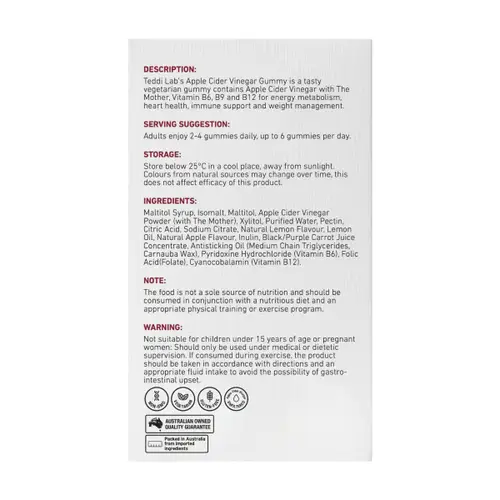 DESCRIPTION:
Teddi Lab's Apple Cider Vinegar Gummy is a tasty
vegetarian gummy contains Apple Cider Vinegar with The
Mother, Vitamin B6, B9 and B12 for energy metabolism,
heart health, immune support and weight management.
SERVING SUGGESTION:
Adults enjoy 2-4 gummies daily, up to 6 gummies per day.
STORAGE:
Store below 25°C in a cool place, away from sunlight.
Colours from natural sources may change over time, this
does not affect efficacy of this product.
INGREDIENTS:
Maltitol Syrup, Isomalt, Maltitol, Apple Cider Vinegar
Powder (with The Mother), Xylitol, Purified Water, Pectin,
Citric Acid, Sodium Citrate, Natural Lemon Flavour, Lemon
Oil, Natural Apple Flavour, Inulin, Black/Purple Carrot Juice
Concentrate, Antisticking Oil (Medium Chain Triglycerides,
Carnauba Wax), Pyridoxine Hydrochloride (Vitamin B6), Folic
Acid(Folate), Cyanocobalamin (Vitamin B12).
NOTE:
The food is not a sole source of nutrition and should be
consumed in conjunction with a nutritious diet and an
appropriate physical training or exercise program.
WARNING:
Not suitable for children under 15 years of age or pregnant
women: Should only be used under medical or dietetic
supervision. If consumed during exercise, the product
should be taken in accordance with directions and an
appropriate fluid intake to avoid the possibility of gastro-
intestinal upset.
NON-GMO
VEGETARIAN
GLUTEN FREE
AUSTRALIAN OWNED
QUALITY GUARANTEE
Packed in Australia
from imported
ingredients